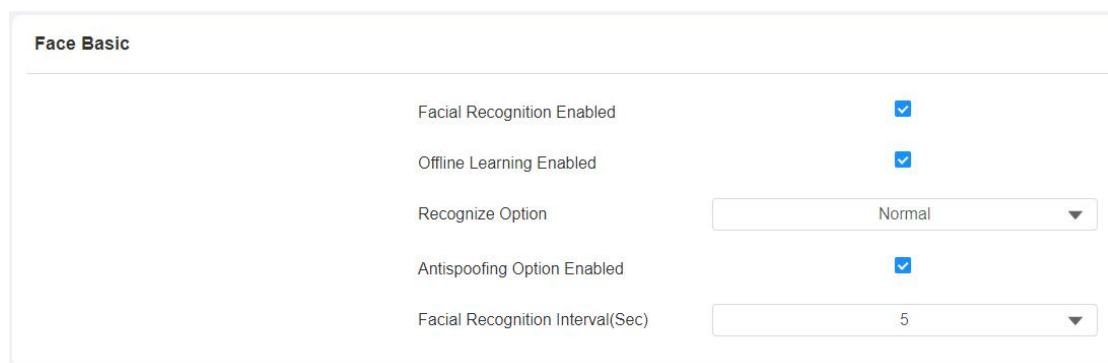 Face Basic
Facial Recognition Enabled
Offline Learning Enabled
Recognize Option Normal
Antispoofing Option Enabled
Facial Recognition Interval(Sec) 5